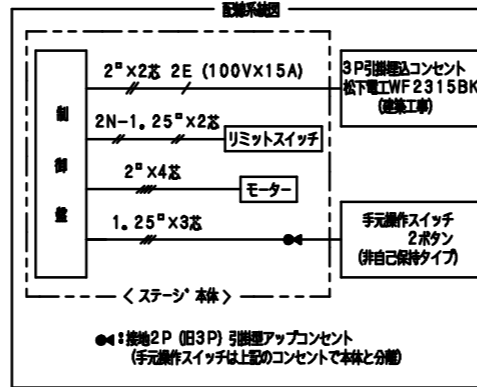 配線系統図
制御盤
2□×2芯 2E (100V×15A)
3P引掛埋込コンセント
松下電工WF2315BK
(建築工事)
2N-1.25□×2芯
リミットスイッチ
2□×4芯
モーター
1.25□×3芯
手元操作スイッチ
2ボタン
(非自己保持タイプ)
〈ステージ本体〉
:接地2P (旧3P) 引掛型アップコンセント
(手元操作スイッチは上記のコンセントで本体と分離)